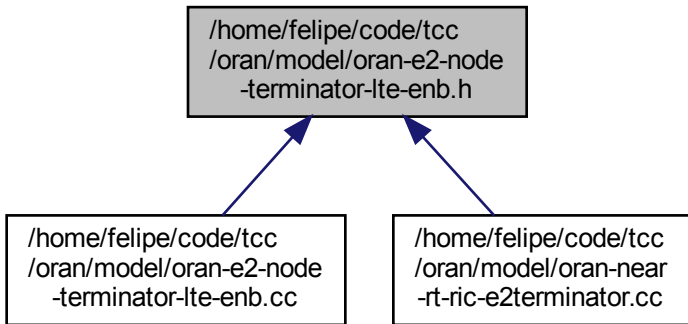 /home/felipe/code/tcc
/oran/model/oran-e2-node
-terminator-lte-enb.h
/home/felipe/code/tcc
/oran/model/oran-e2-node
-terminator-lte-enb.cc
/home/felipe/code/tcc
/oran/model/oran-near
-rt-ric-e2terminator.cc